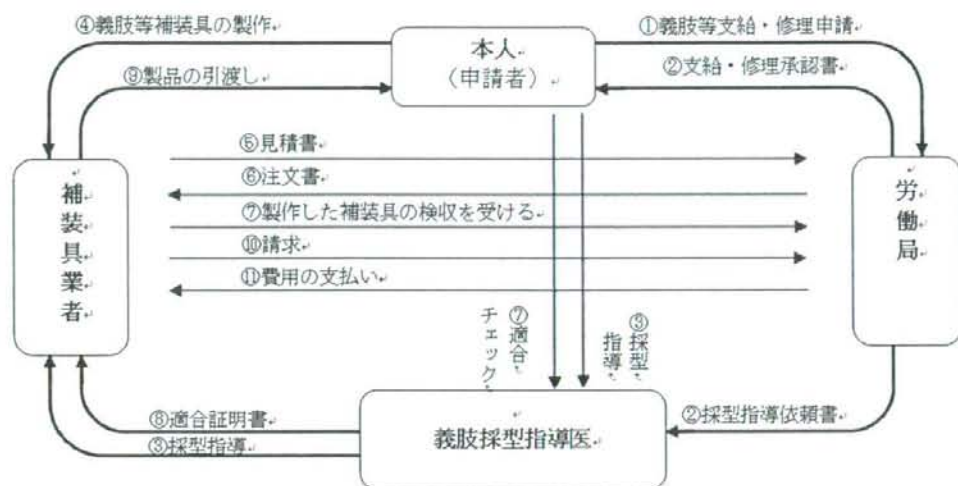 ④義肢等補装具の製作
①義肢等支給・修理申請
本人
（申請者）
⑨製品の引渡し
②支給・修理承認書
⑤見積書
⑥注文書
⑦製作した補装具の検収を受ける
⑩請求
⑪費用の支払い
補装具業者
労働局
⑦適合
チェック
③採型
指導
⑧適合証明書
③採型指導
義肢採型指導医
②採型指導依頼書